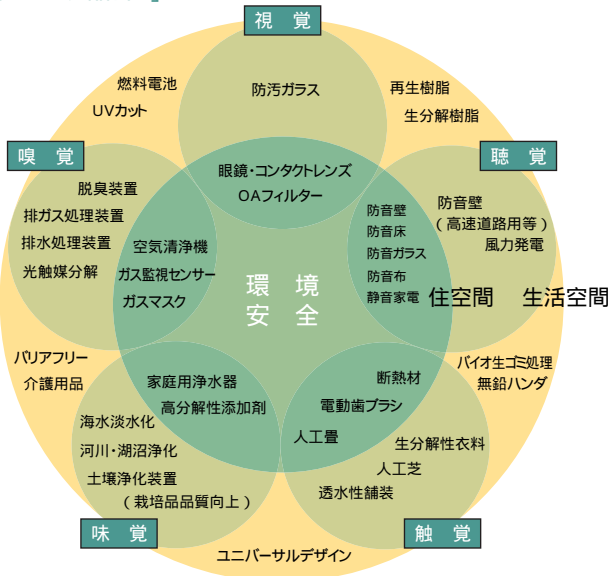 視 覚
燃料電池
UVカット
防汚ガラス
再生樹脂
生分解樹脂
嗅 覚
聴 覚
眼鏡・コンタクトレンズ
OAフィルター
脱臭装置
排ガス処理装置
排水処理装置
光触媒分解
空気清浄機
ガス監視センサー
ガスマスク
環 境
安 全
防音壁
防音床
防音ガラス
防音布
静音家電
防音壁
(高速道路用等)
風力発電
住空間 生活空間
バリアフリー
介護用品
バイオ生ゴミ処理
無鉛ハンダ
家庭用浄水器
高分解性添加剤
海水淡水化
河川・湖沼浄化
土壌浄化装置
(栽培品品質向上)
断熱材
電動歯ブラシ
人工畳
生分解性衣料
人工芝
透水性舗装
味 覚
触 覚
ユニバーサルデザイン